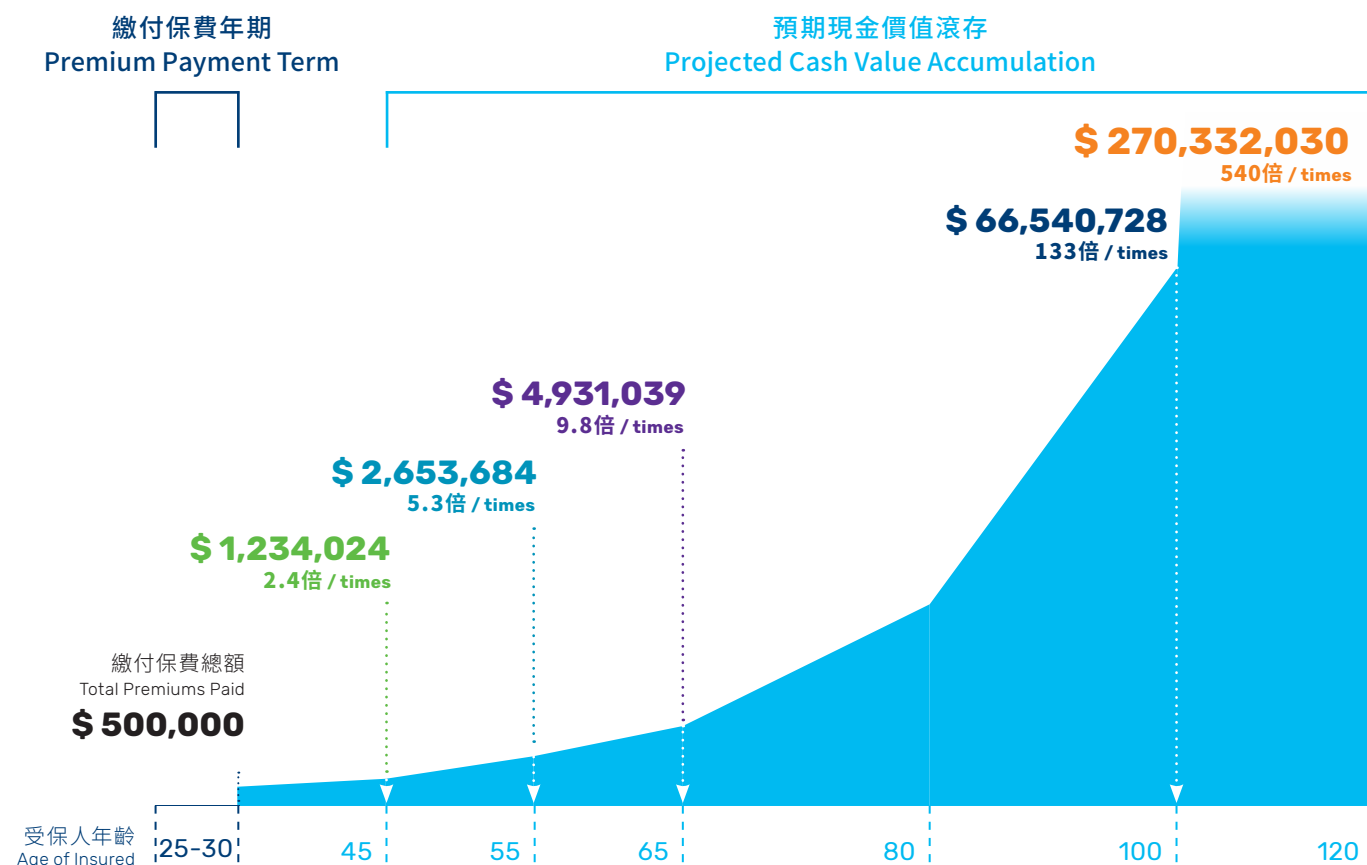 繳付保費年期
Premium Payment Term
預期現金價值滾存
Projected Cash Value Accumulation
$ 270,332,030
540倍 / times
$ 66,540,728
133倍 / times
$ 4,931,039
9.8倍 / times
$ 2,653,684
5.3倍 / times
$ 1,234,024
2.4倍 / times
繳付保費總額
Total Premiums Paid
$ 500,000
受保人年齡
Age of Insured
25-30 45 55 65 80 100 120